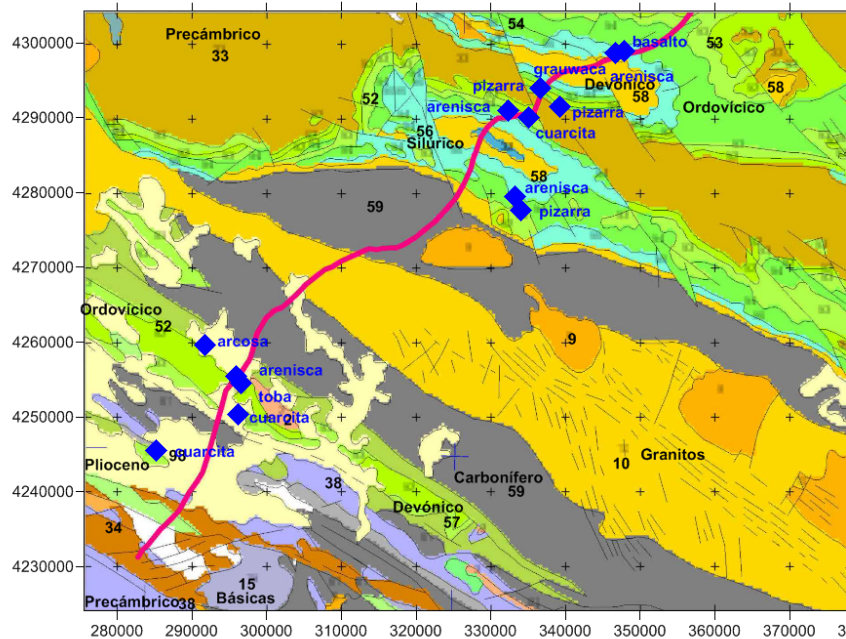 54
4300000
basalto
53
Precámbrico
33
grauwaca
arenisca
pizarra
Devónico
58
58
52
arenisca
pizarra
Ordovícico
4290000
cuarcita
56
Silúrico
58
4280000
arenisca
59
pizarra
4270000
Ordovícico
52
4260000
arcosa
9
arenisca
toba
4250000
cuarcita
2
cuarcita
98
Plioceno
Granitos
10
4240000
38
Carbonífero
59
Devónico
57
34
4230000
15
Básicas
Precámbrico
38
280000 290000 300000 310000 320000 330000 340000 350000 360000 370000